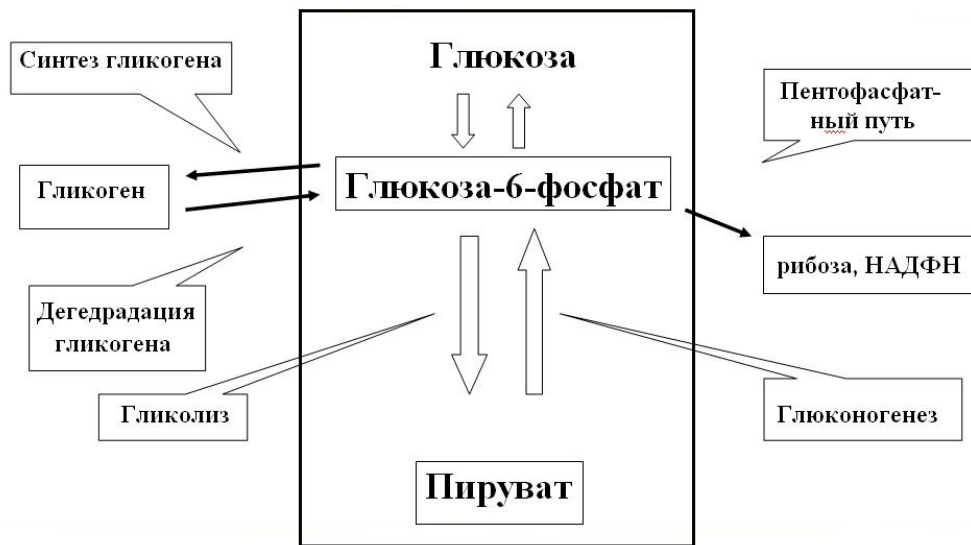 Глюкоза
Синтез гликогена
Пентофасфат-
ный путь
Глюкоза-6-фосфат
Гликоген
рибоза, НАДФН
Дегедрадация
гликогена
Гликолиз
Глюконогенез
Пируват